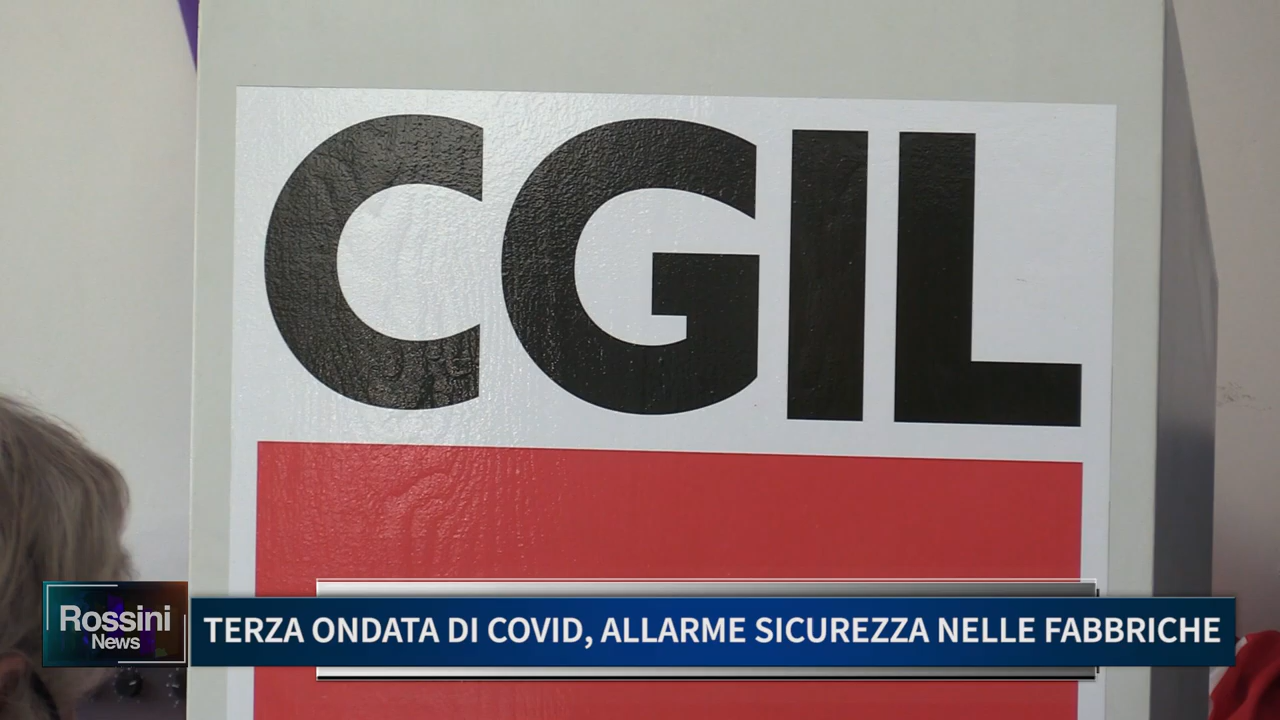 CGIL
Rossini
News
TERZA ONDATA DI COVID, ALLARME SICUREZZA NELLE FABBRICHE